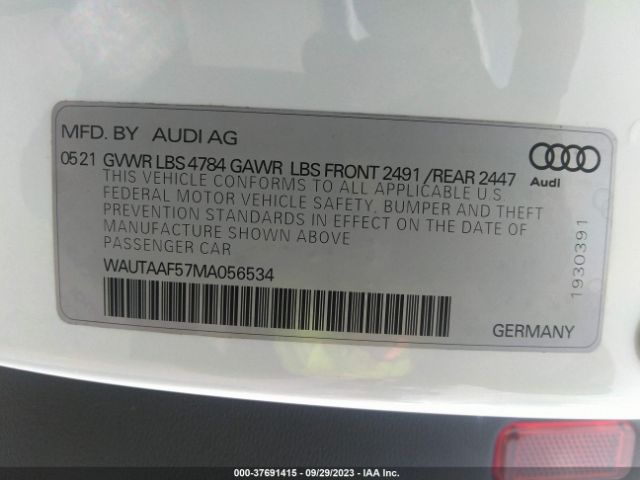 MFD. BY AUDI AG
0521 GVWR LBS 4784 GAWR LBS FRONT 2491 /REAR 2447
THIS VEHICLE CONFORMS TO ALL APPLICABLE U.S.
FEDERAL MOTOR VEHICLE SAFETY, BUMPER AND THEFT
PREVENTION STANDARDS IN EFFECT ON THE DATE OF
MANUFACTURE SHOWN ABOVE
PASSENGER CAR
WAUTAAF57MA056534
Audi
1930391
GERMANY
000-37691415 - 09/29/2023 - IAA Inc.